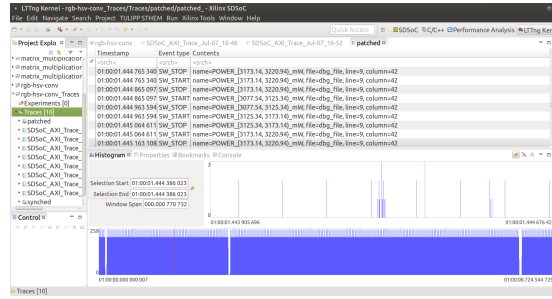 LTTng Kernel - rgb-hsv-conv_Traces/Traces/patched/patched_ - Xilinx SDSoC
File Edit Navigate Search Project TULIPP STHEM Run Xilinx Tools Window Help
Quick Access SDSoC C/C++ Performance Analysis LTTng Kern
Project Explo rgb-hsv-conv SDSoC_AXI_Trace_Jul-07_16-46 SDSoC_AXI_Trace_Jul-07_16-52 patched
matrix_multiplication
matrix_multiplication
rgb-hsv-conv
Experiments [0]
Traces [10]
patched
SDSoC_AXI_Trace_
SDSoC_AXI_Trace_
SDSoC_AXI_Trace_
SDSoC_AXI_Trace_
SDSoC_AXI_Trace_
SDSoC_AXI_Trace_
synched
Control
Timestamp Event type Contents
<srch> <srch> <srch>
01:00:01.444 765 340 SW_STOP name=POWER_[3173.14, 3220.94)_mW, file=dbg_file, line=9, column=42
01:00:01.444 765 340 SW_START name=POWER_[3173.14, 3220.94)_mW, file=dbg_file, line=9, column=42
01:00:01.444 865 097 SW_STOP name=POWER_[3173.14, 3220.94)_mW, file=dbg_file, line=9, column=42
01:00:01.444 865 097 SW_START name=POWER_[3077.54, 3125.34)_mW, file=dbg_file, line=9, column=42
01:00:01.444 963 594 SW_STOP name=POWER_[3077.54, 3125.34)_mW, file=dbg_file, line=9, column=42
01:00:01.444 963 594 SW_START name=POWER_[3125.34, 3173.14)_mW, file=dbg_file, line=9, column=42
01:00:01.445 064 611 SW_STOP name=POWER_[3125.34, 3173.14)_mW, file=dbg_file, line=9, column=42
01:00:01.445 064 611 SW_START name=POWER_[3173.14, 3220.94)_mW, file=dbg_file, line=9, column=42
01:00:01.445 163 108 SW_STOP name=POWER_[3173.14, 3220.94)_mW, file=dbg_file, line=9, column=42
Histogram Properties Bookmarks Console
Selection Start 01:00:01.444 386 023
Selection End 01:00:01.444 386 023
Window Span 000.000 770 732
3
0
01:00:01.443 905 696 01:00:01.444 676 42
258
0
01:00:00.000 000 007 01:00:08.724 544 729
Traces [10]